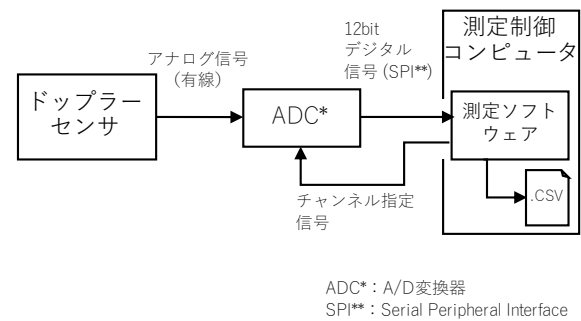 アナログ信号
(有線)
12bit
デジタル
信号 (SPI**)
測定制御
コンピュータ
ドップラー
センサ
ADC*
測定ソフト
ウェア
チャンネル指定
信号
.CSV
ADC*：A/D変換器
SPI**：Serial Peripheral Interface